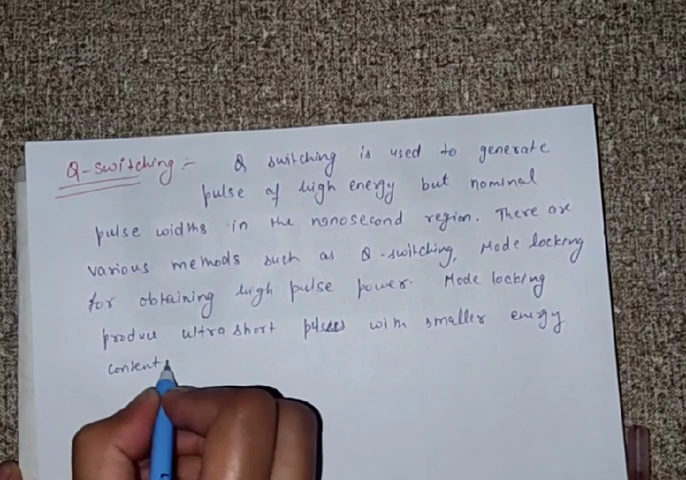 Q-switching :- Q switching is used to generate
pulse of high energy but nominal
pulse widths in the nanosecond region. There are
various methods such as Q-switching, Mode locking
for obtaining high pulse power. Mode locking
produce ultra short pulses with smaller energy
content